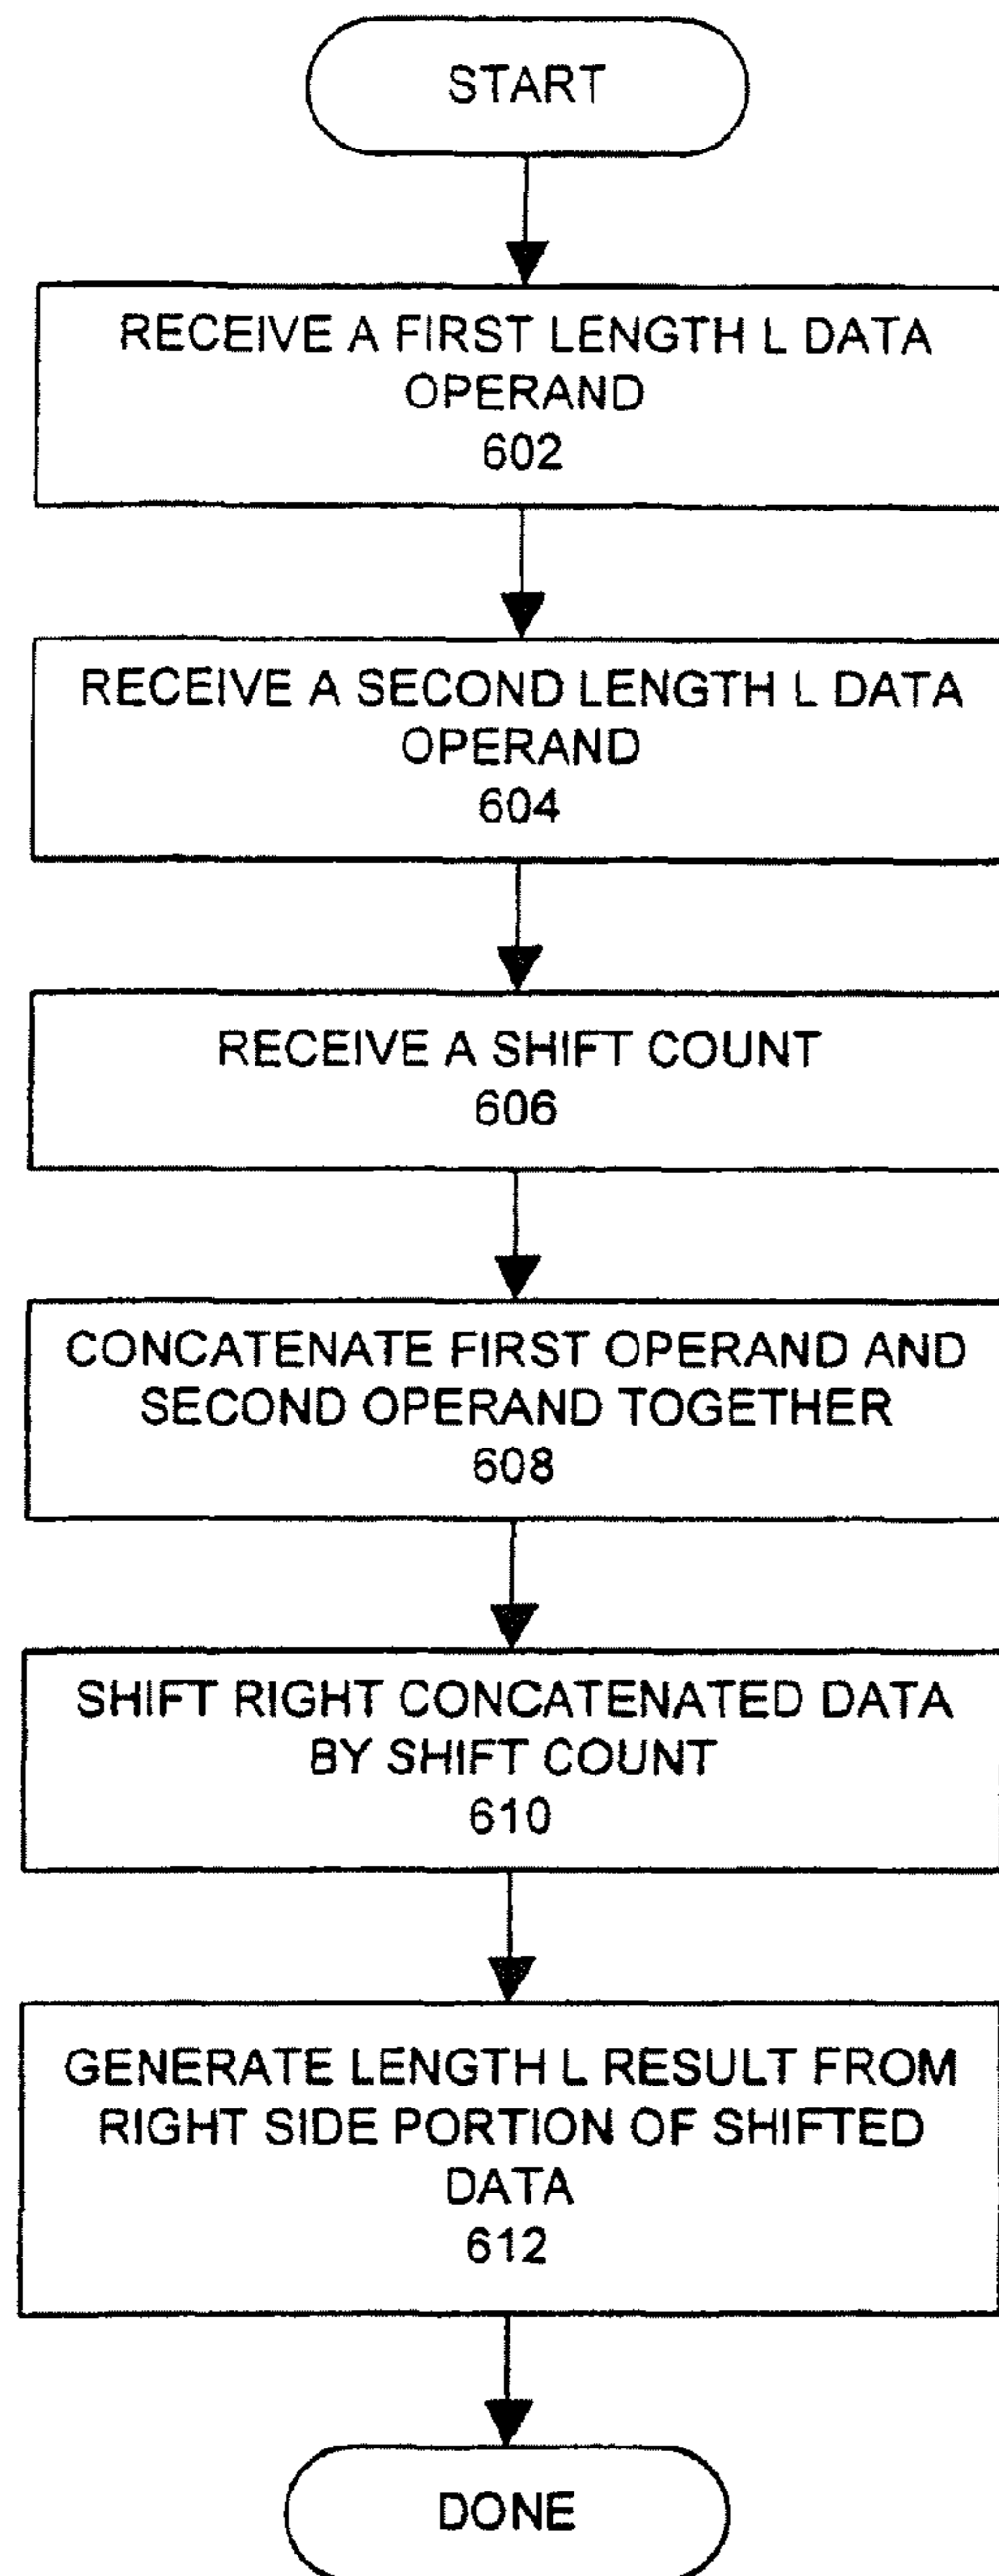 START
RECEIVE A FIRST LENGTH L DATA
OPERAND
602
RECEIVE A SECOND LENGTH L DATA
OPERAND
604
RECEIVE A SHIFT COUNT
606
CONCATENATE FIRST OPERAND AND
SECOND OPERAND TOGETHER
608
SHIFT RIGHT CONCATENATED DATA
BY SHIFT COUNT
610
GENERATE LENGTH L RESULT FROM
RIGHT SIDE PORTION OF SHIFTED
DATA
612
DONE